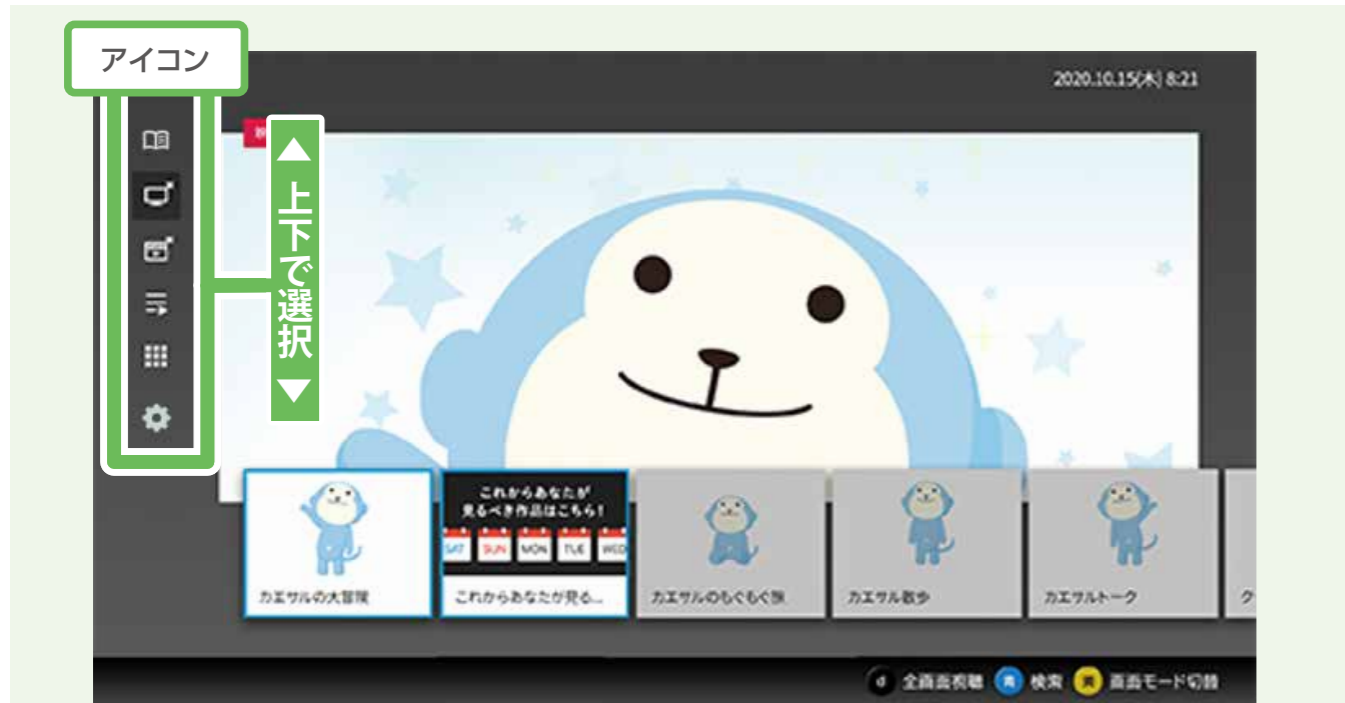 アイコン
2020.10.15(木) 8:21
▲上下で選択▼
これからあなたが
見るべき作品はこちら!
SAT SUN MON TUE WED
カエサルの大冒険
これからあなたが見る...
カエサルのもぐもぐ旅
カエサル散歩
カエサルトーク
ク
d 全画面視聴 青 検索 黄 画面モード切替